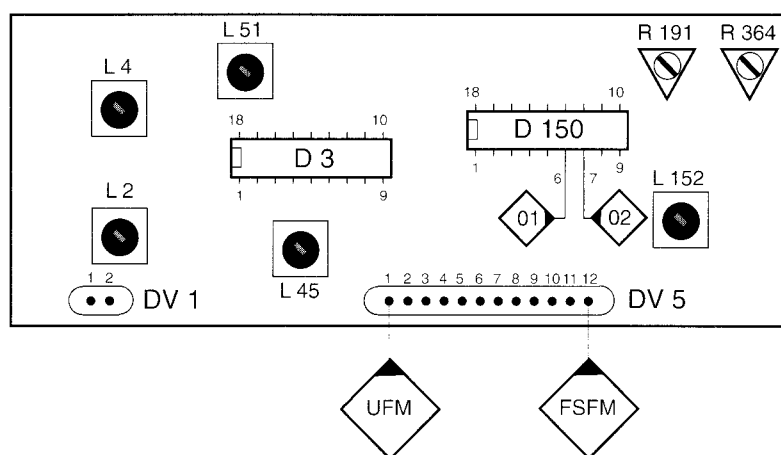 L 51
R 191 R 364
L 4
18 10
18 10
D 150
D 3
1 6 7 9
1 9
L 2
L 152
01 02
L 45
1 2
DV 1
1 2 3 4 5 6 7 8 9 10 11 12
DV 5
UFM
FSFM